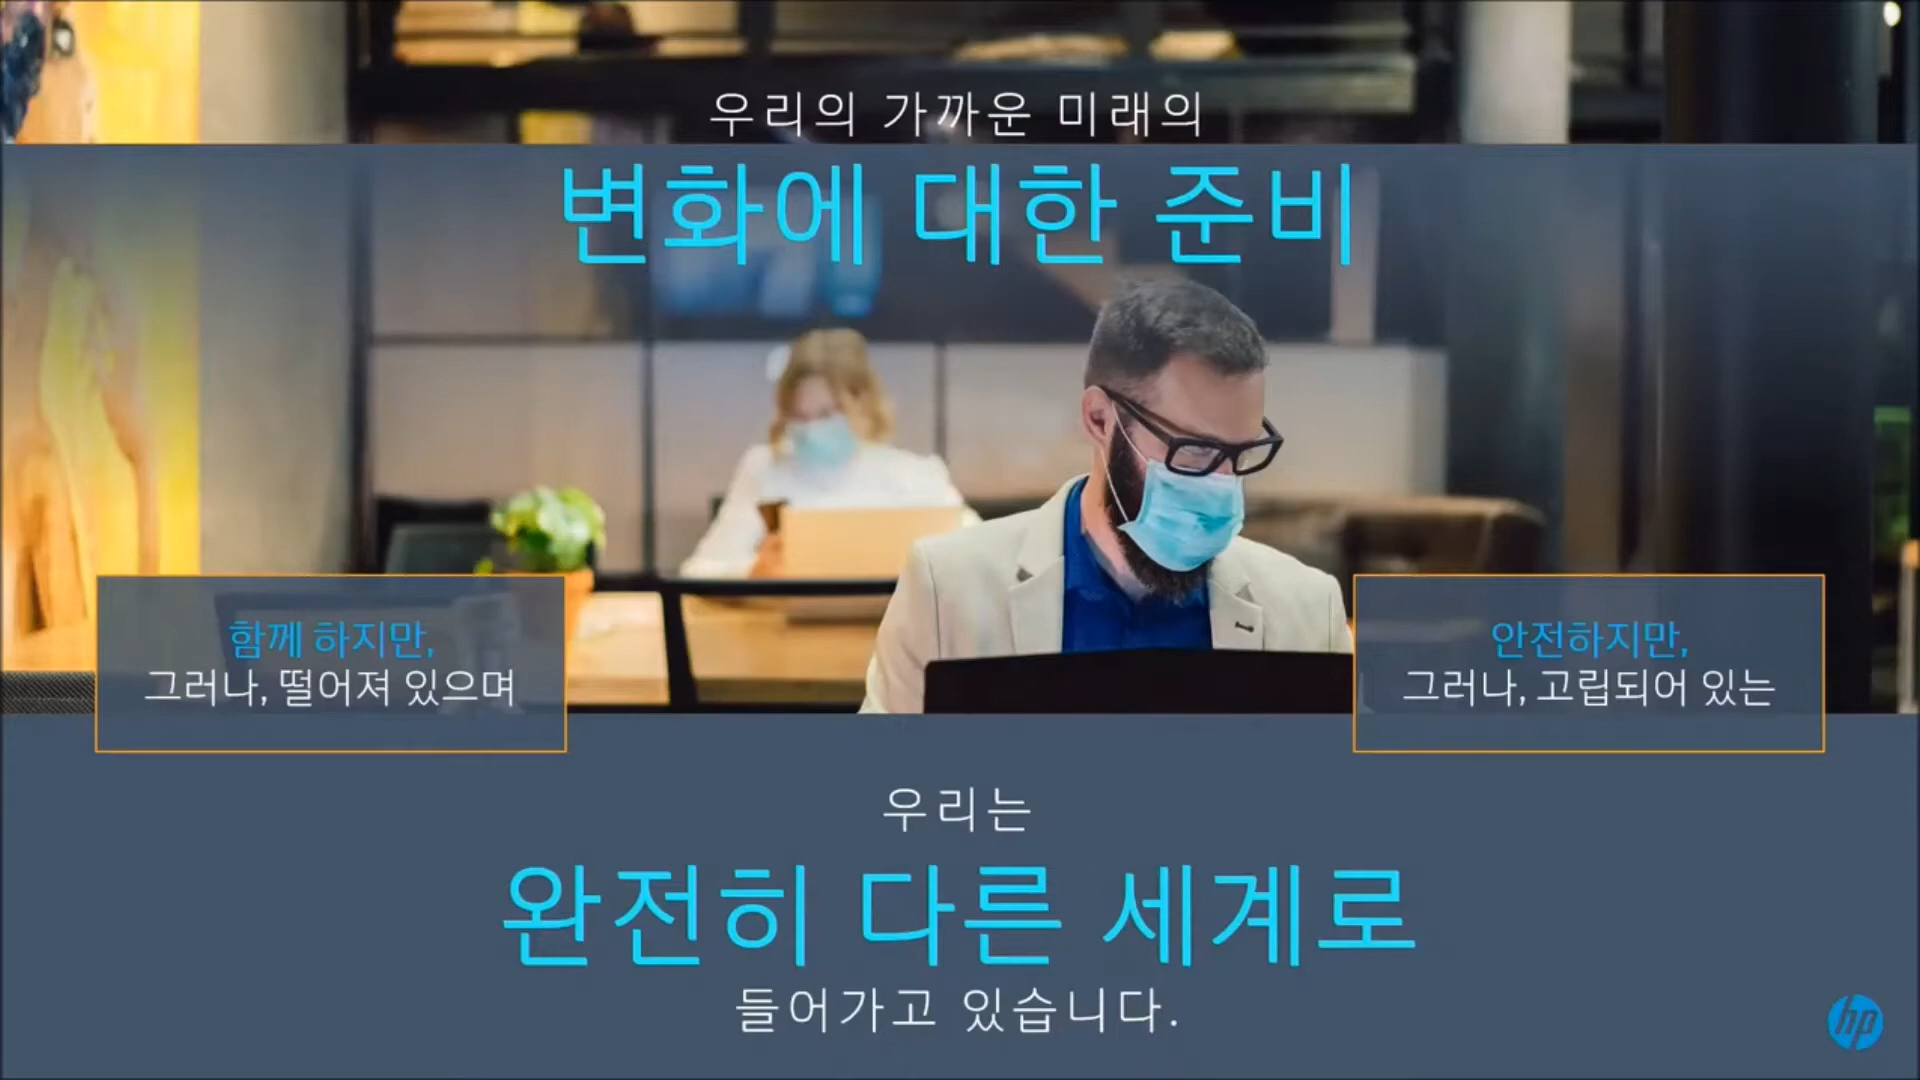 우리의 가까운 미래의
변화에 대한 준비
함께 하지만,
그러나, 떨어져 있으며
안전하지만,
그러나, 고립되어 있는
우리는
완전히 다른 세계로
들어가고 있습니다.
hp